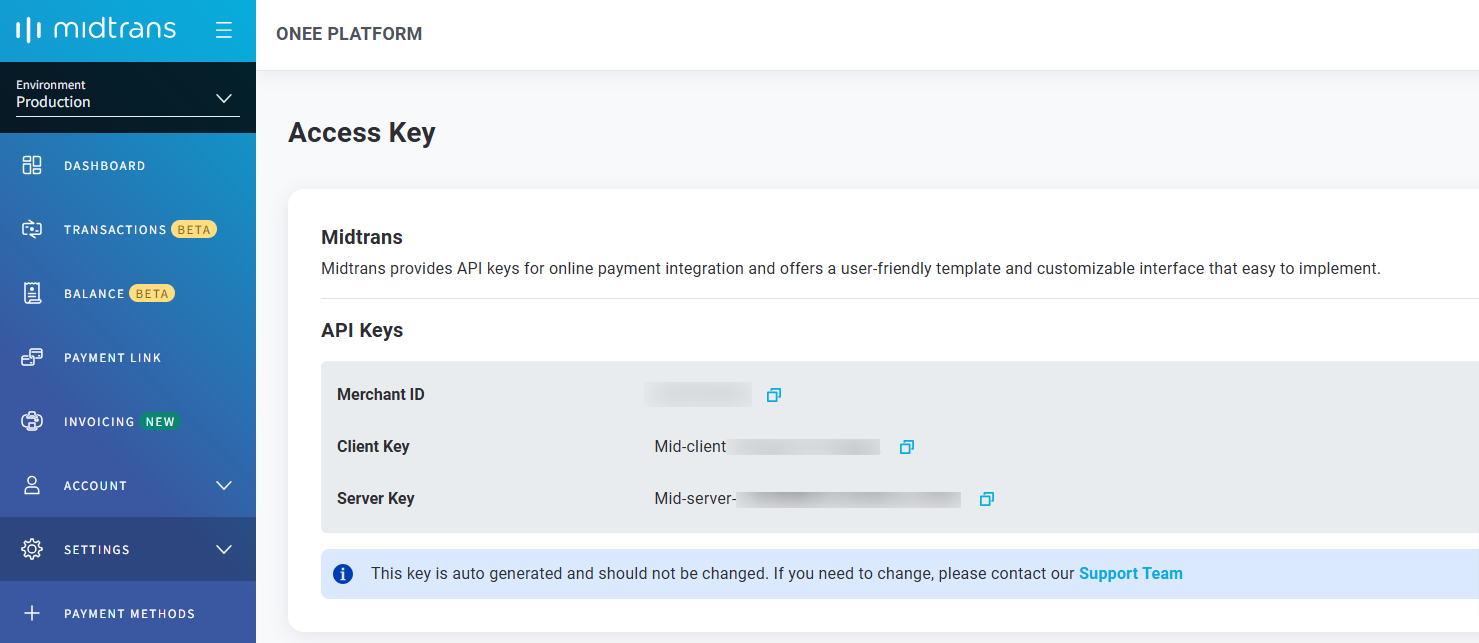 midtrans
ONEE PLATFORM
Environment
Production
DASHBOARD
TRANSACTIONS BETA
BALANCE BETA
PAYMENT LINK
INVOICING NEW
ACCOUNT
SETTINGS
PAYMENT METHODS
Access Key
Midtrans
Midtrans provides API keys for online payment integration and offers a user-friendly template and customizable interface that easy to implement.
API Keys
Merchant ID
Client Key Mid-client
Server Key Mid-server-
This key is auto generated and should not be changed. If you need to change, please contact our Support Team